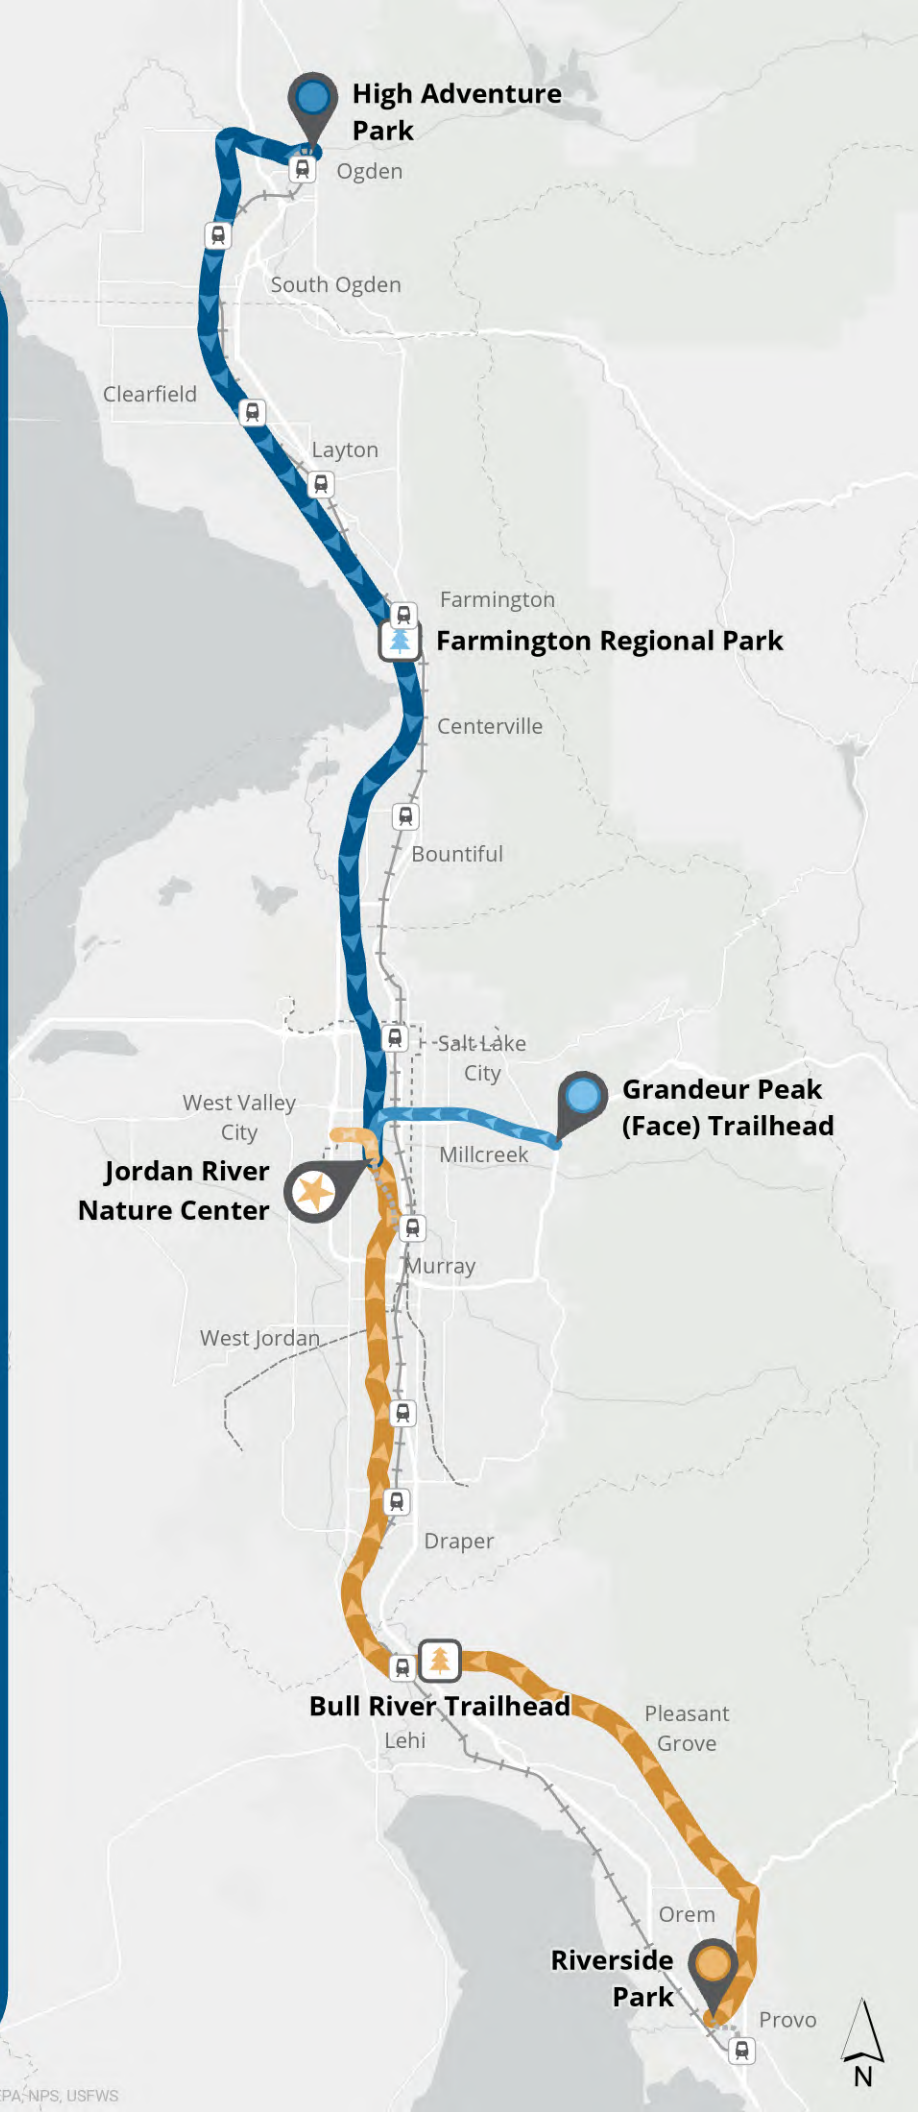 High Adventure
Park
Ogden
South Ogden
Clearfield
Layton
Farmington
Farmington Regional Park
Centerville
Bountiful
Salt Lake
City
Grandeur Peak
(Face) Trailhead
West Valley
City
Millcreek
Jordan River
Nature Center
Murray
West Jordan
Draper
Bull River Trailhead
Pleasant
Grove
Lehi
Orem
Riverside
Park
Provo
N
EPA, NPS, USFWS